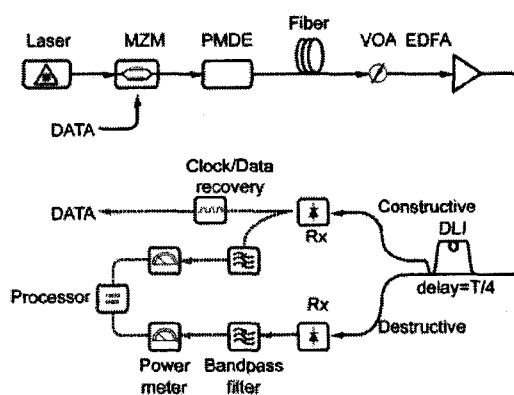 Laser MZM PMDE Fiber VOA EDFA
DATA
Clock/Data
recovery
DATA
Rx
Constructive
DLI
delay=T/4
Processor
Rx
Destructive
Power
meter
Bandpass
filter